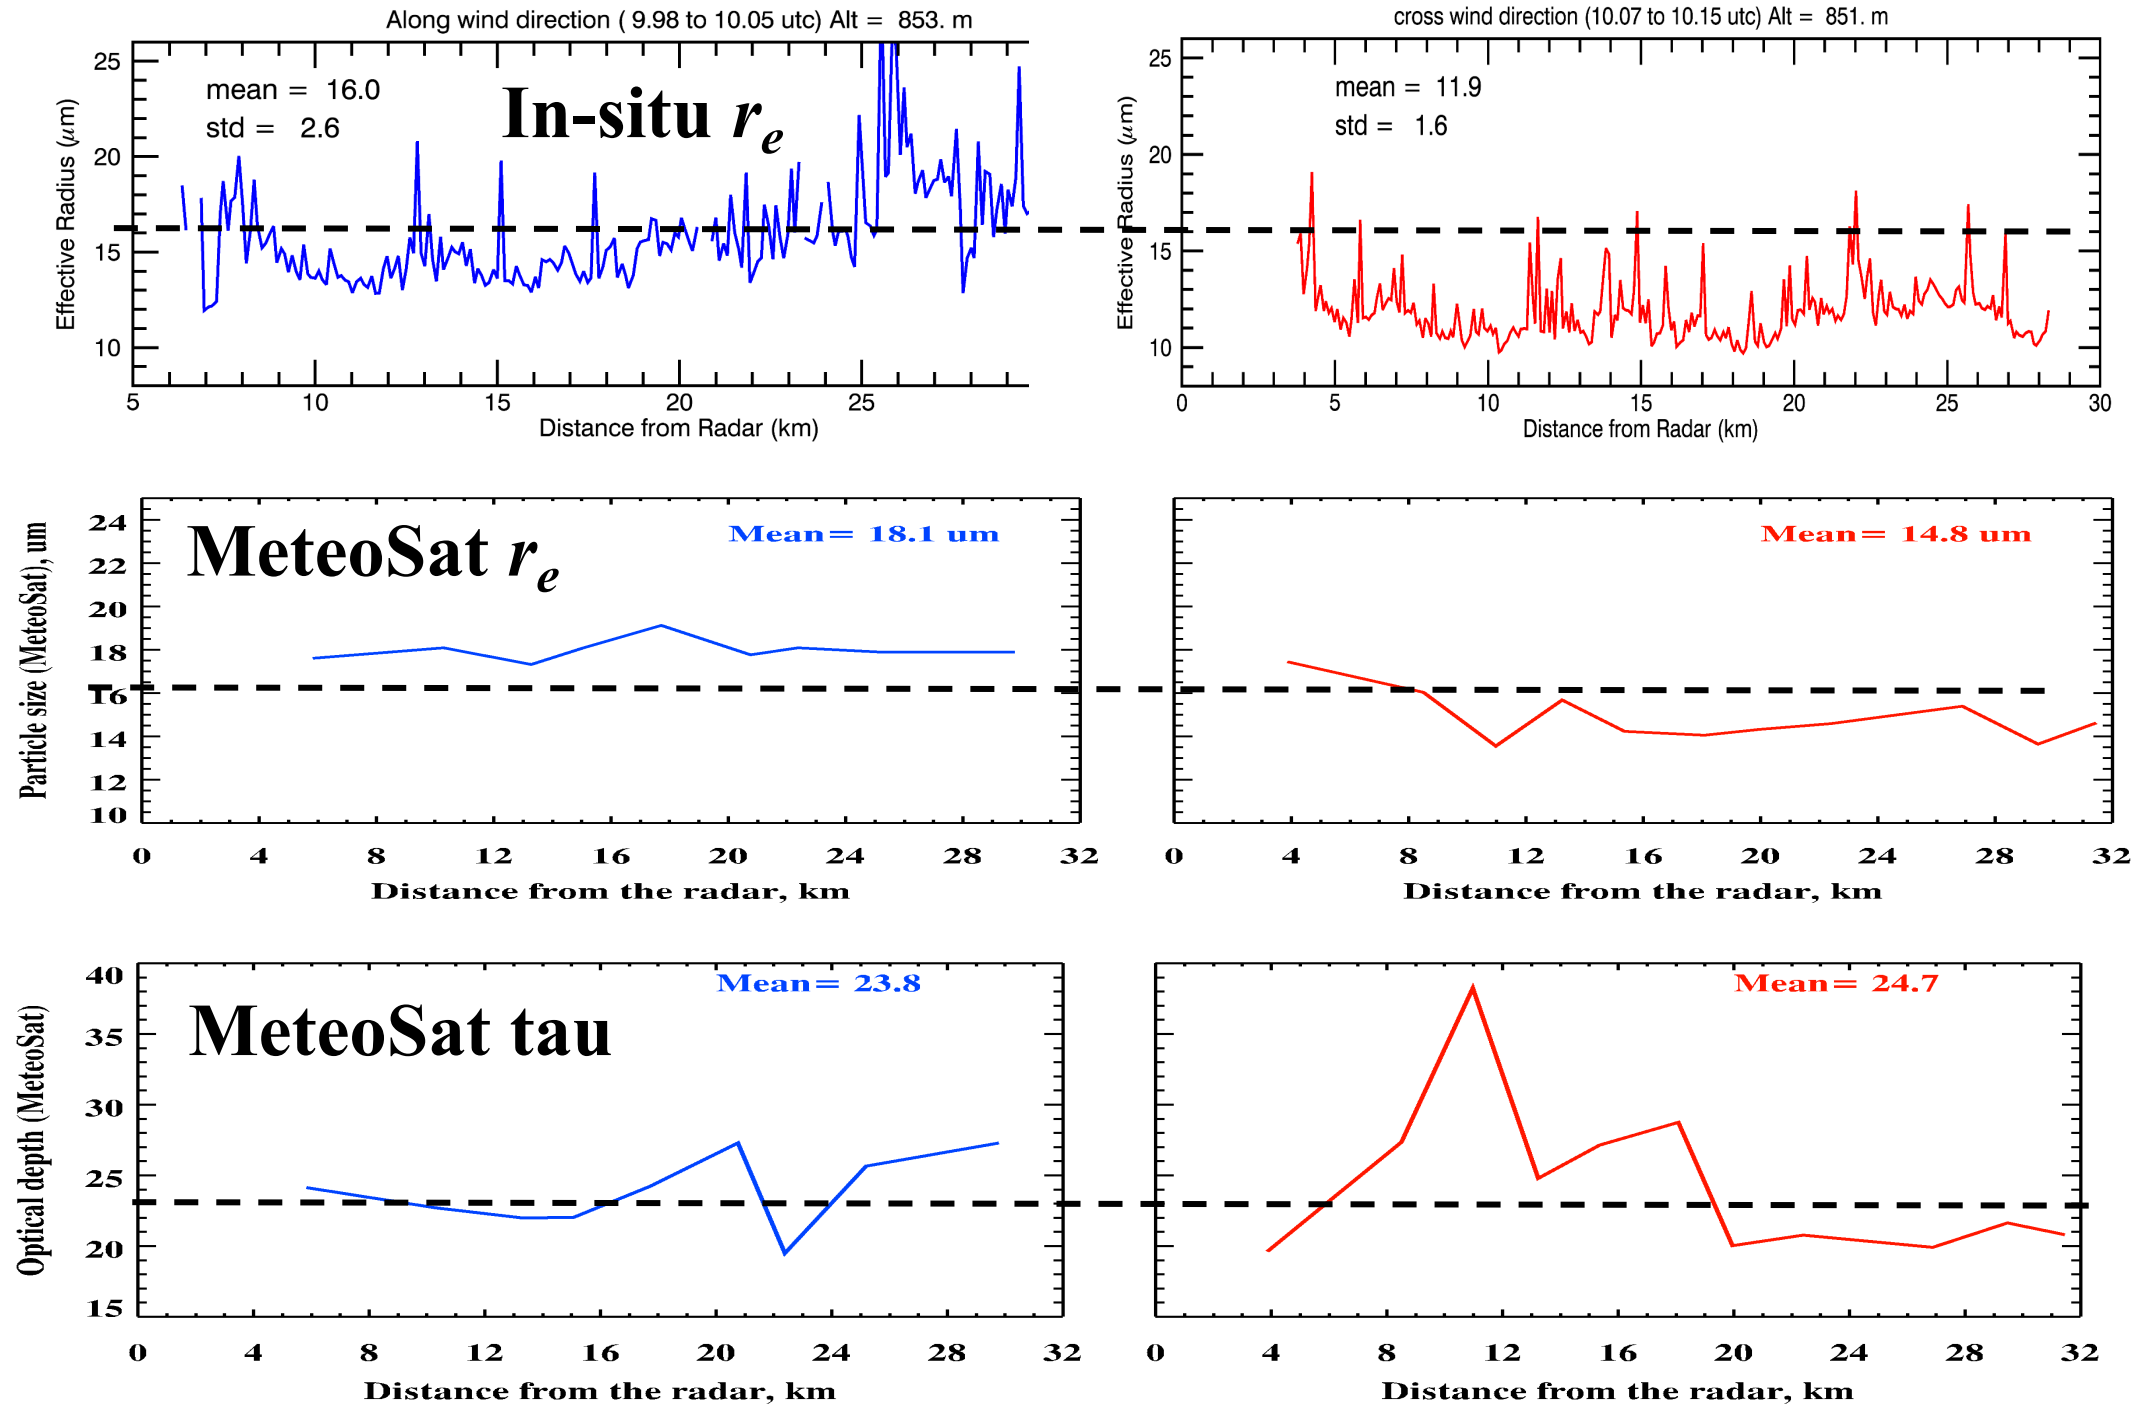 Along wind direction ( 9.98 to 10.05 utc) Alt = 853. m
cross wind direction (10.07 to 10.15 utc) Alt = 851. m
mean = 16.0
std = 2.6
In-situ re
mean = 11.9
std = 1.6
Effective Radius (μm)
25
20
15
10
5 10 15 20 25
Distance from Radar (km)
Effective Radius (μm)
25
20
15
10
0 5 10 15 20 25 30
Distance from Radar (km)
MeteoSat re
Mean= 18.1 um
Mean= 14.8 um
Particle size (MeteoSat), um
24
22
20
18
16
14
12
10
0 4 8 12 16 20 24 28 32
Distance from the radar, km
0 4 8 12 16 20 24 28 32
Distance from the radar, km
MeteoSat tau
Mean= 23.8
Mean= 24.7
Optical depth (MeteoSat)
40
35
30
25
20
15
0 4 8 12 16 20 24 28 32
Distance from the radar, km
0 4 8 12 16 20 24 28 32
Distance from the radar, km